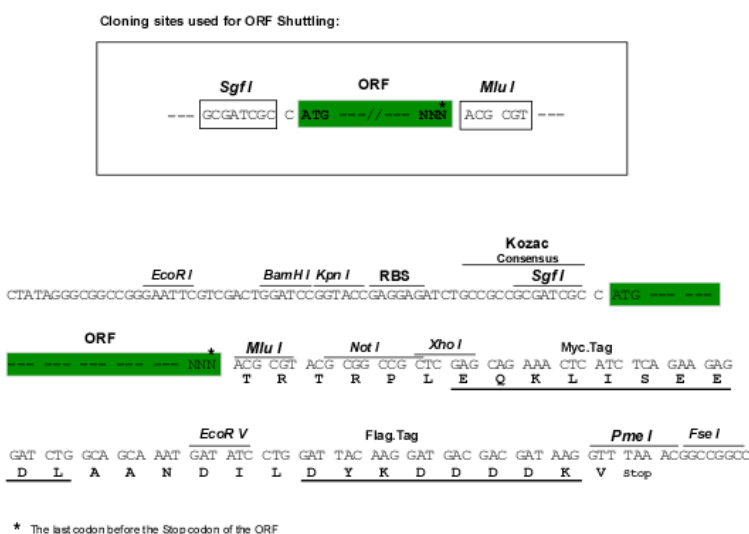 Cloning sites used for ORF Shuttling:
Sgf I ORF Mlu I
--- GCGATCGC C ATG ---//--- NNN* ACG CGT ---
Kozac
Consensus
EcoR I BamH I Kpn I RBS Sgf I
CTATAGGGCGGCCGGGAATTCGTCGACTGGATCCGGTACCGAGGAGATCTGCCGCCGCGATCGC C ATG --- ---
ORF Mlu I Not I Xho I Myc.Tag
--- --- --- --- --- --- NNN* ACG CGT ACG CGG CCG CTC GAG CAG AAA CTC ATC TCA GAA GAG
T R T R P L E Q K L I S E E
EcoR V Flag.Tag Pme I Fse I
GAT CTG GCA GCA AAT GAT ATC CTG GAT TAC AAG GAT GAC GAC GAT AAG GTT TAA ACGGCCGGCC
D L A A N D I L D Y K D D D D K V Stop
* The last codon before the Stop codon of the ORF